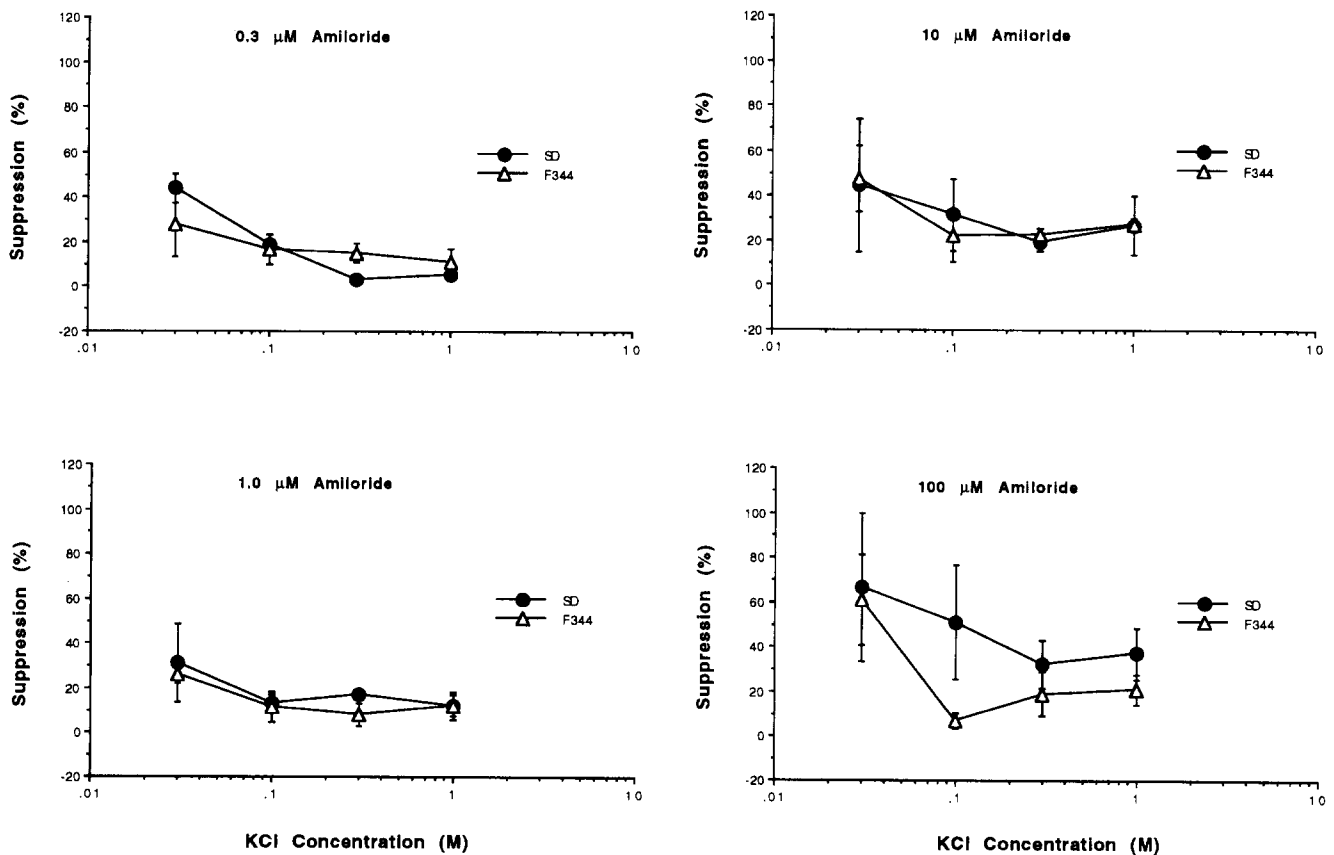 0.3 µM Amiloride
Suppression (%)
120
100
80
60
40
20
0
-20
.01
.1
1
10
SD
F344
10 µM Amiloride
Suppression (%)
120
100
80
60
40
20
0
-20
.01
.1
1
10
SD
F344
1.0 µM Amiloride
Suppression (%)
120
100
80
60
40
20
0
-20
.01
.1
1
10
SD
F344
KCl Concentration (M)
100 µM Amiloride
Suppression (%)
120
100
80
60
40
20
0
-20
.01
.1
1
10
SD
F344
KCl Concentration (M)